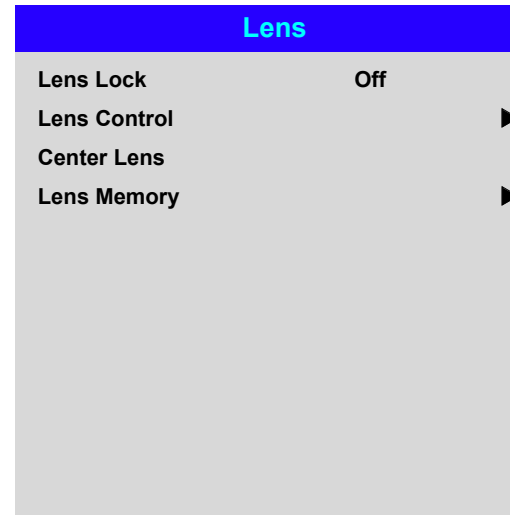 Lens
Lens Lock Off
Lens Control
Center Lens
Lens Memory